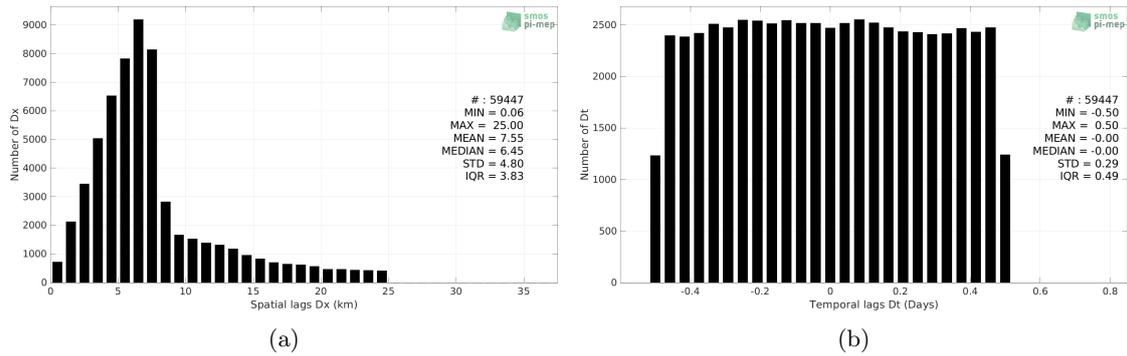 9000
8000
7000
6000
5000
4000
3000
2000
1000
0
Number of Dx
smos
pi-mep
# : 59447
MIN = 0.06
MAX = 25.00
MEAN = 7.55
MEDIAN = 6.45
STD = 4.80
IQR = 3.83
0 5 10 15 20 25 30 35
Spatial lags Dx (km)
(a)
2500
2000
1500
1000
500
0
Number of Dt
smos
pi-mep
# : 59447
MIN = -0.50
MAX = 0.50
MEAN = -0.00
MEDIAN = -0.00
STD = 0.29
IQR = 0.49
-0.4 -0.2 0 0.2 0.4 0.6 0.8
Temporal lags Dt (Days)
(b)